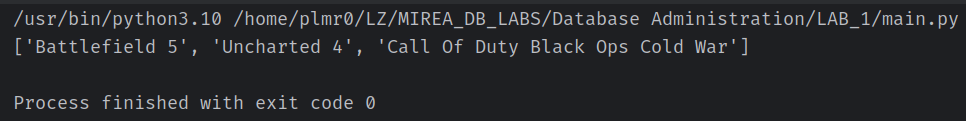 /usr/bin/python3.10 /home/plmr0/LZ/MIREA_DB_LABS/Database Administration/LAB_1/main.py
['Battlefield 5', 'Uncharted 4', 'Call Of Duty Black Ops Cold War']
Process finished with exit code 0